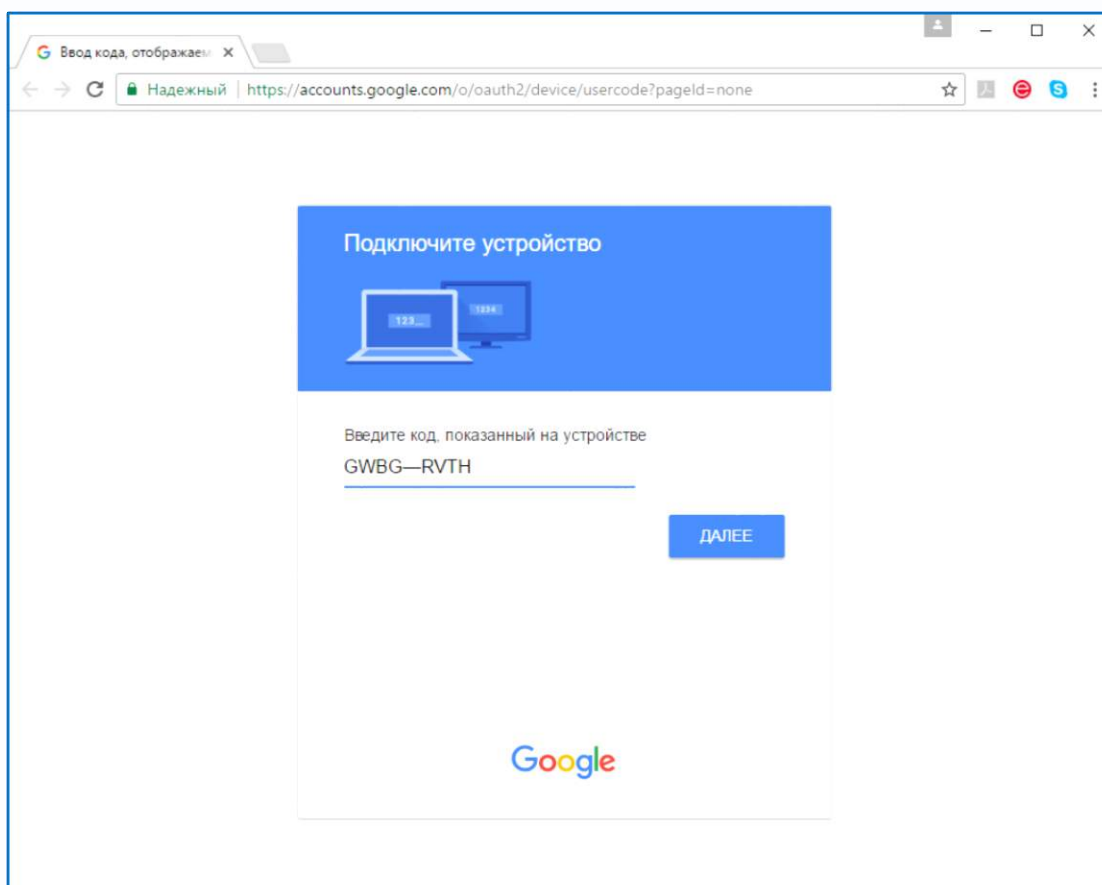 Ввод кода, отображаем
Надежный https://accounts.google.com/o/oauth2/device/usercode?pageId=none
Подключите устройство
123...
1234
Введите код, показанный на устройстве
GWBG—RVTH
ДАЛЕЕ
Google